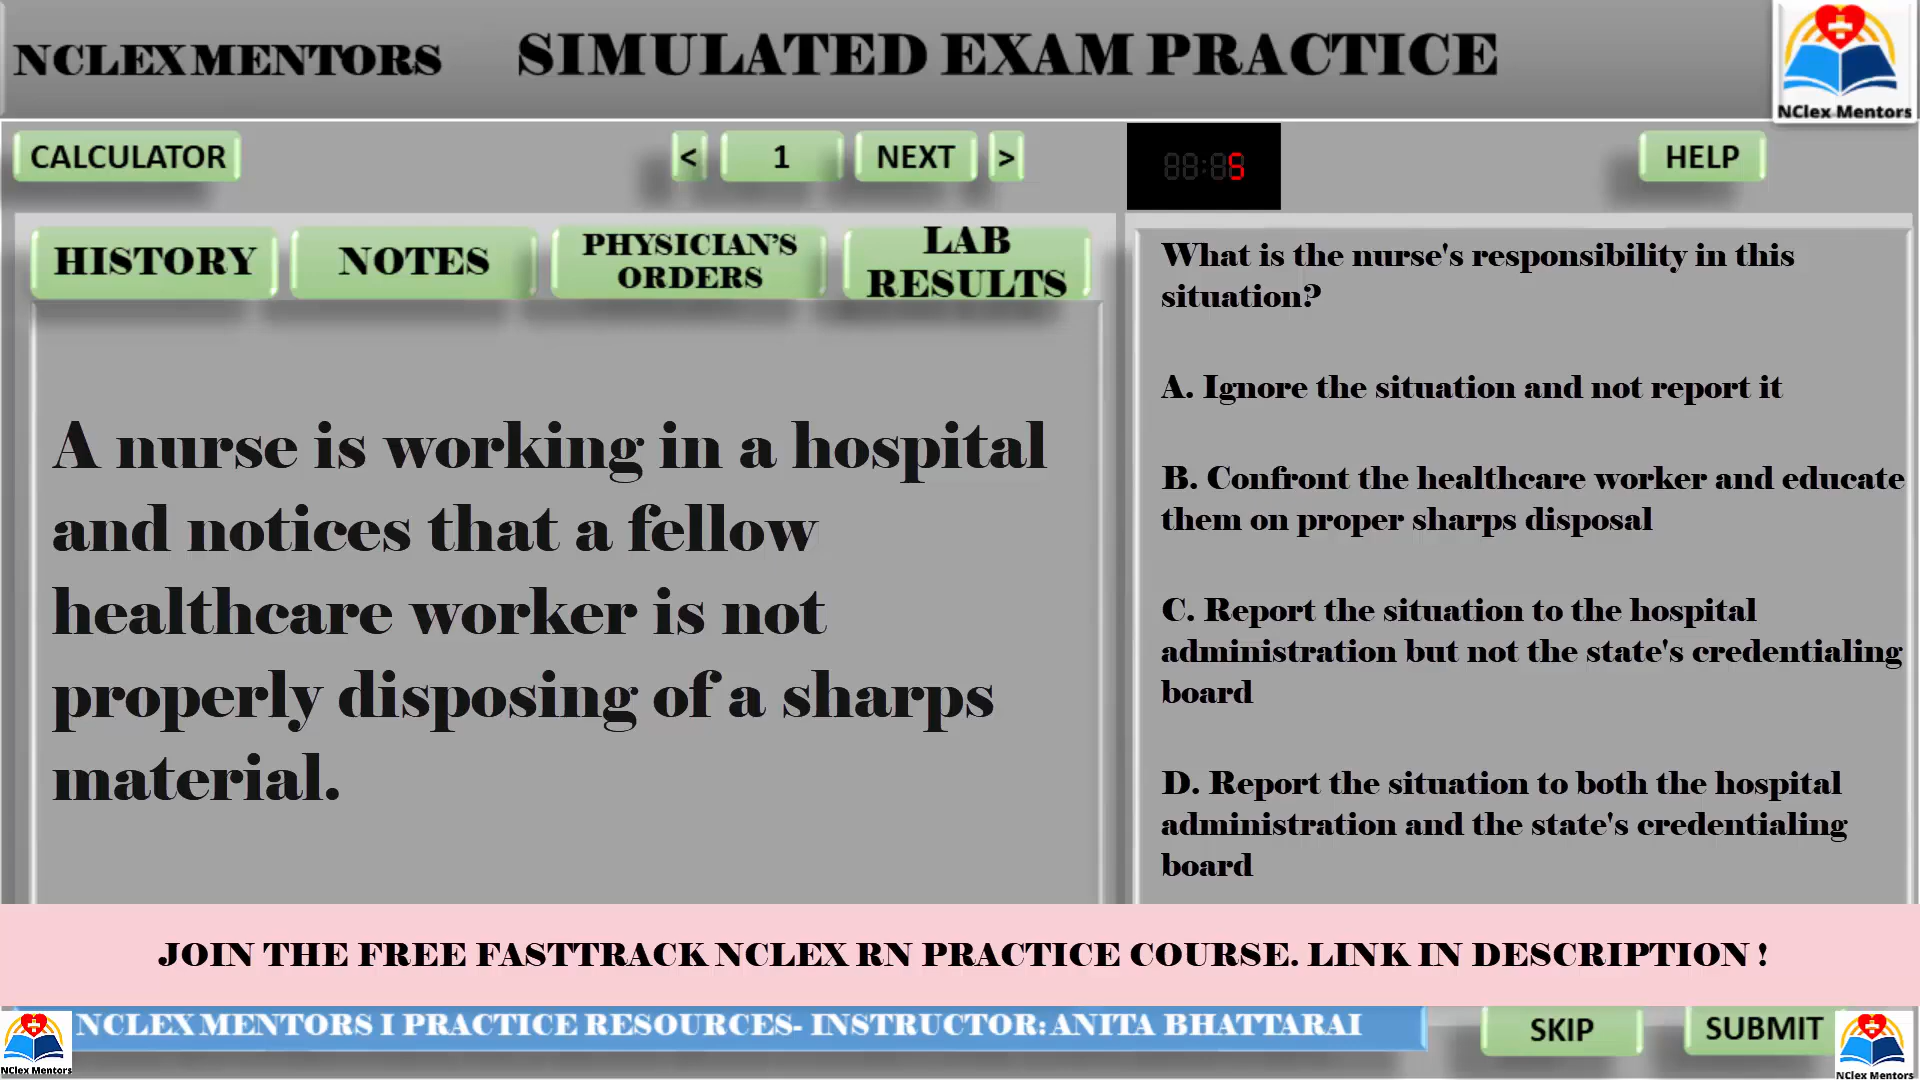 NCLEX MENTORS
SIMULATED EXAM PRACTICE
NClex Mentors
CALCULATOR
<
1
NEXT
>
5
HELP
HISTORY
NOTES
PHYSICIAN'S
ORDERS
LAB
RESULTS
A nurse is working in a hospital
and notices that a fellow
healthcare worker is not
properly disposing of a sharps
material.
What is the nurse's responsibility in this
situation?
A. Ignore the situation and not report it
B. Confront the healthcare worker and educate
them on proper sharps disposal
C. Report the situation to the hospital
administration but not the state's credentialing
board
D. Report the situation to both the hospital
administration and the state's credentialing
board
JOIN THE FREE FASTTRACK NCLEX RN PRACTICE COURSE. LINK IN DESCRIPTION !
NClex Mentors
NCLEX MENTORS I PRACTICE RESOURCES- INSTRUCTOR: ANITA BHATTARAI
SKIP
SUBMIT
NClex Mentors